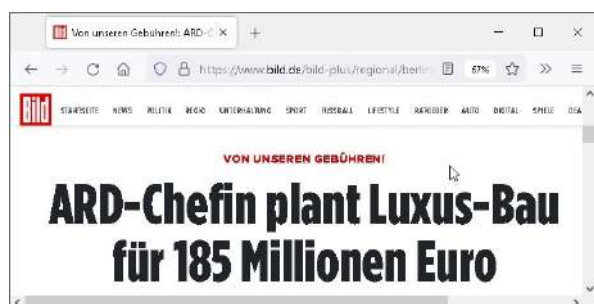 Von unseren Gebühren!: ARD-C
https://www.bild.de/bild-plus/regional/berlin 67%
Bild STARTSEITE NEWS POLITIK REGIO UNTERHALTUNG SPORT FUSSBALL LIFESTYLE RATGEBER AUTO DIGITAL SPIELE DEA
VON UNSEREN GEBÜHREN!
ARD-Chefin plant Luxus-Bau
für 185 Millionen Euro